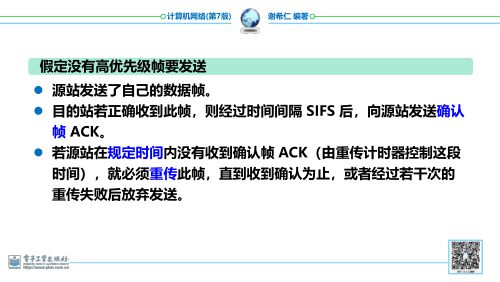 计算机网络(第7版) 谢希仁 编著
假定没有高优先级帧要发送
源站发送了自己的数据帧。
目的站若正确收到此帧，则经过时间间隔 SIFS 后，向源站发送确认
帧 ACK。
若源站在规定时间内没有收到确认帧 ACK（由重传计时器控制这段
时间），就必须重传此帧，直到收到确认为止，或者经过若干次的
重传失败后放弃发送。
电子工业出版社·
http://www.phei.com.cn